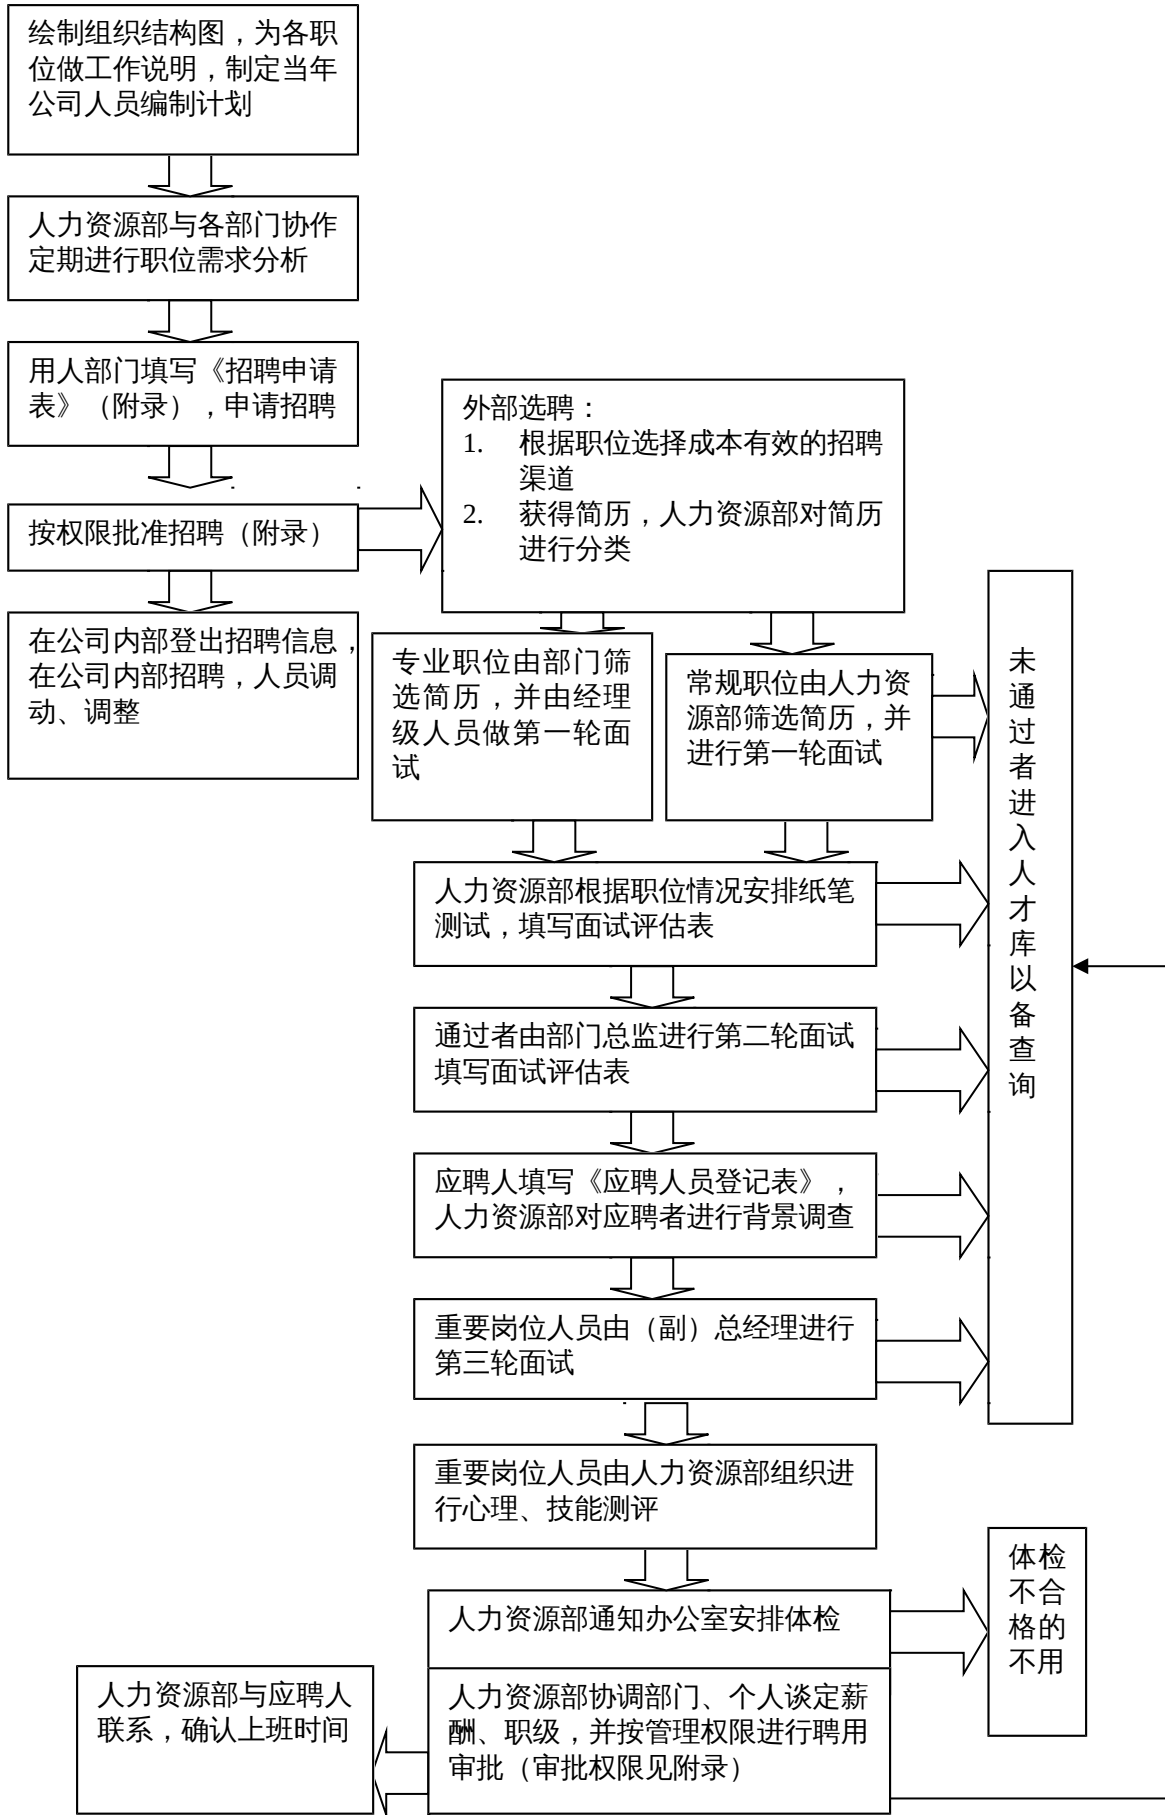 绘制组织结构图，为各职
位做工作说明，制定当年
公司人员编制计划
人力资源部与各部门协作
定期进行职位需求分析
用人部门填写《招聘申请
表》（附录），申请招聘
按权限批准招聘（附录）
在公司内部登出招聘信息，
在公司内部招聘，人员调
动、调整
外部选聘：
1. 根据职位选择成本有效的招聘
渠道
2. 获得简历，人力资源部对简历
进行分类
专业职位由部门筛
选简历，并由经理
级人员做第一轮面
试
常规职位由人力资
源部筛选简历，并
进行第一轮面试
人力资源部根据职位情况安排纸笔
测试，填写面试评估表
通过者由部门总监进行第二轮面试
填写面试评估表
应聘人填写《应聘人员登记表》，
人力资源部对应聘者进行背景调查
重要岗位人员由（副）总经理进行
第三轮面试
重要岗位人员由人力资源部组织进
行心理、技能测评
人力资源部通知办公室安排体检
人力资源部协调部门、个人谈定薪
酬、职级，并按管理权限进行聘用
审批（审批权限见附录）
人力资源部与应聘人
联系，确认上班时间
未
通
过
者
进
入
人
才
库
以
备
查
询
体检
不合
格的
不用